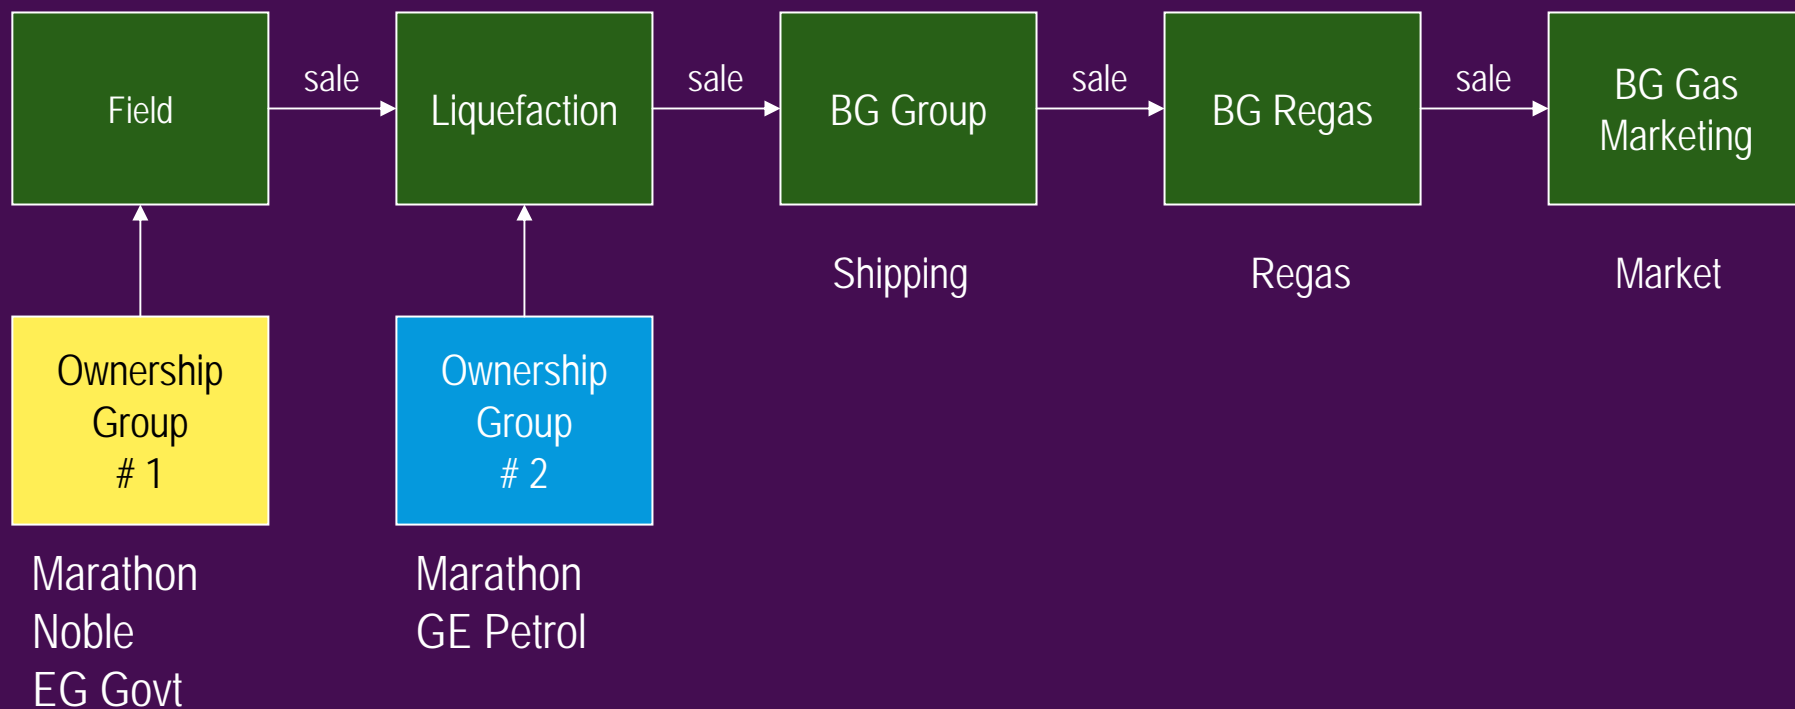 Field
sale
Liquefaction
sale
BG Group
sale
BG Regas
sale
BG Gas
Marketing
Shipping
Regas
Market
Ownership
Group
# 1
Ownership
Group
# 2
Marathon
Noble
EG Govt
Marathon
GE Petrol